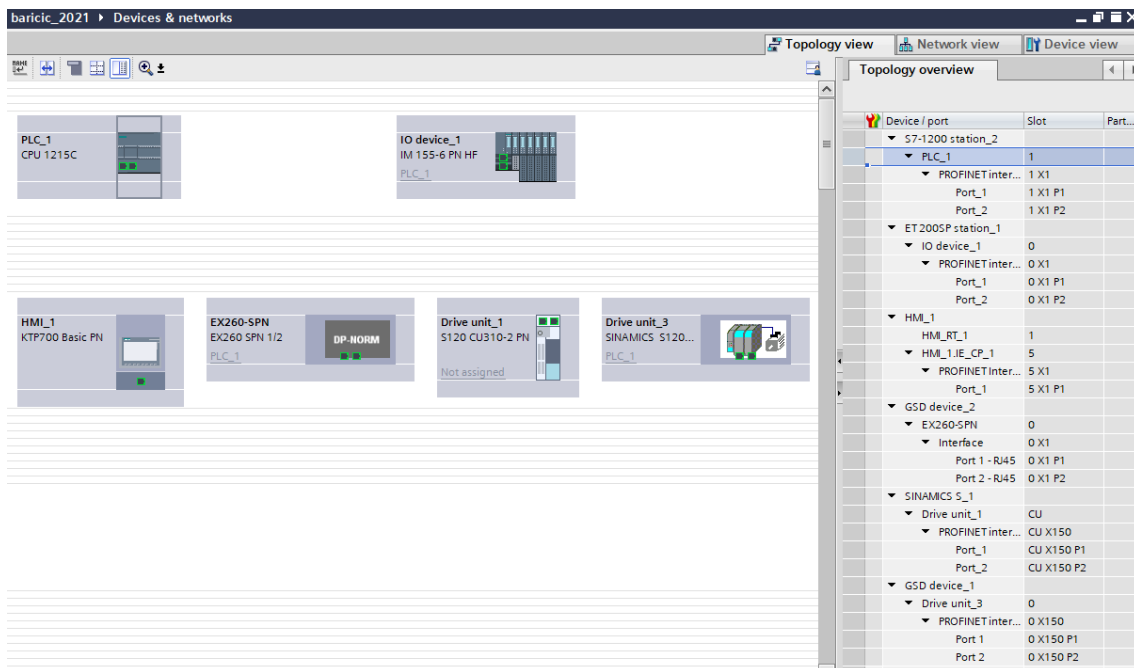 baricic_2021 ▸ Devices & networks
Topology view
Network view
Device view
Topology overview
PLC_1
CPU 1215C
IO device_1
IM 155-6 PN HF
PLC_1
HMI_1
KTP700 Basic PN
EX260-SPN
EX260 SPN 1/2
PLC_1
DP-NORM
Drive unit_1
S120 CU310-2 PN
Not assigned
Drive unit_3
SINAMICS S120...
PLC_1
Device / port Slot Part...
S7-1200 station_2
PLC_1 1
PROFINET inter... 1 X1
Port_1 1 X1 P1
Port_2 1 X1 P2
ET 200SP station_1
IO device_1 0
PROFINET inter... 0 X1
Port_1 0 X1 P1
Port_2 0 X1 P2
HMI_1
HMI_RT_1 1
HMI_1.IE_CP_1 5
PROFINET inter... 5 X1
Port_1 5 X1 P1
GSD device_2
EX260-SPN 0
Interface 0 X1
Port 1 - RJ45 0 X1 P1
Port 2 - RJ45 0 X1 P2
SINAMICS S_1
Drive unit_1 CU
PROFINET inter... CU X150
Port_1 CU X150 P1
Port_2 CU X150 P2
GSD device_1
Drive unit_3 0
PROFINET inter... 0 X150
Port 1 0 X150 P1
Port 2 0 X150 P2